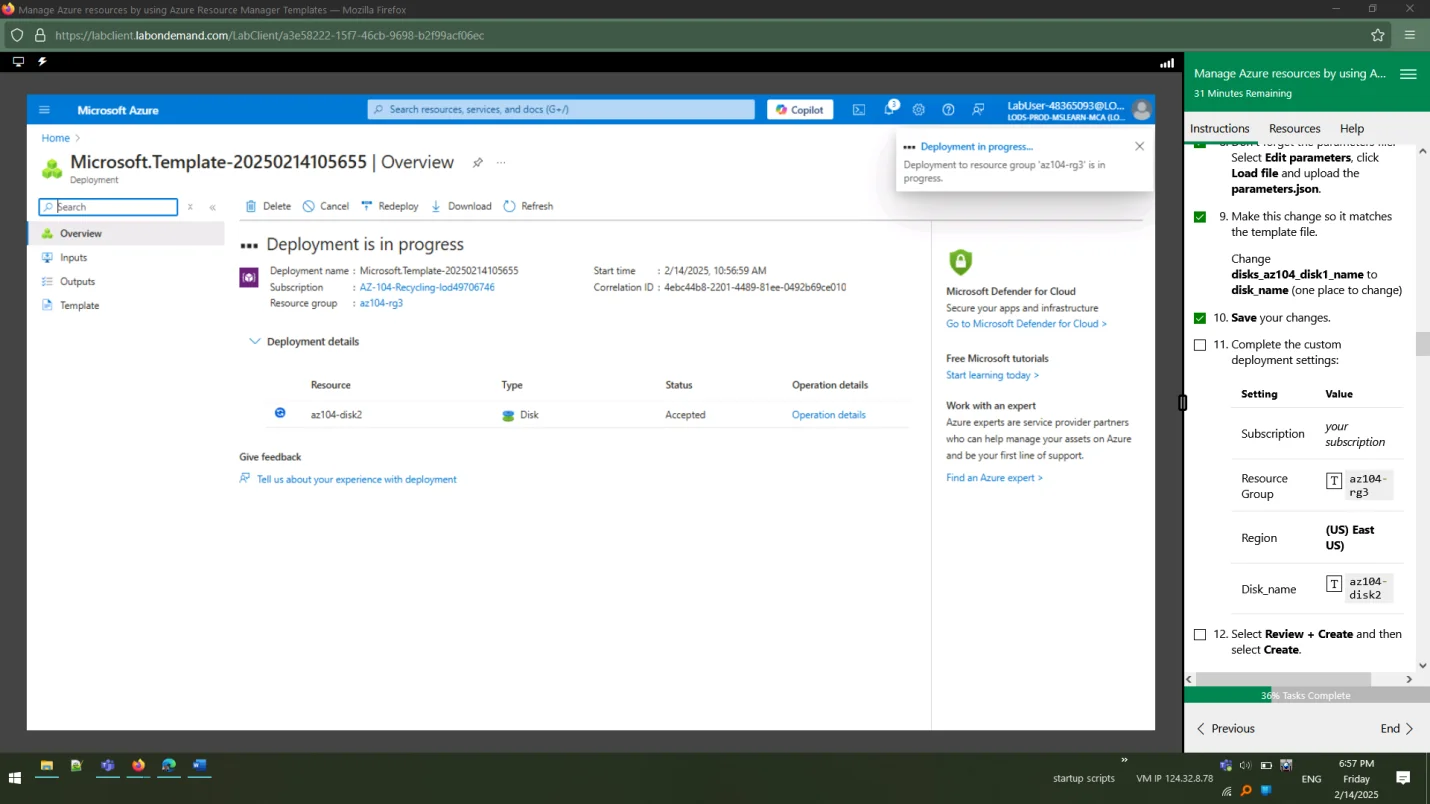 Manage Azure resources by using Azure Resource Manager Templates — Mozilla Firefox
https://labclient.labondemand.com/LabClient/a3e58222-15f7-46cb-9698-b2f99acf06ec
Microsoft Azure
Search resources, services, and docs (G+/)
Copilot
1
LabUser-48365093@LO...
LODS-PROD-MSLEARN-MCA (LO...
Home >
Microsoft.Template-20250214105655 | Overview
Deployment
Deployment in progress...
Deployment to resource group 'az104-rg3' is in
progress.
Search
Overview
Inputs
Outputs
Template
Delete
Cancel
Redeploy
Download
Refresh
Deployment is in progress
Deployment name : Microsoft.Template-20250214105655
Subscription : AZ-104-Recycling-lod49706746
Resource group : az104-rg3
Start time : 2/14/2025, 10:56:59 AM
Correlation ID : 4ebc44b8-2201-4489-81ee-0492b69ce010
Deployment details
Resource Type Status Operation details
az104-disk2 Disk Accepted Operation details
Give feedback
Tell us about your experience with deployment
Microsoft Defender for Cloud
Secure your apps and infrastructure
Go to Microsoft Defender for Cloud >
Free Microsoft tutorials
Start learning today >
Work with an expert
Azure experts are service provider partners
who can help manage your assets on Azure
and be your first line of support.
Find an Azure expert >
Manage Azure resources by using A...
31 Minutes Remaining
Instructions Resources Help
8. Don't forget the parameters file.
Select Edit parameters, click
Load file and upload the
parameters.json.
9. Make this change so it matches
the template file.
Change
disks_az104_disk1_name to
disk_name (one place to change)
10. Save your changes.
11. Complete the custom
deployment settings:
Setting Value
Subscription your
subscription
Resource
Group
T az104-
rg3
Region (US) East
US)
Disk_name T az104-
disk2
12. Select Review + Create and then
select Create.
36% Tasks Complete
< Previous
End >
startup scripts
VM IP 124.32.8.78
ENG
6:57 PM
Friday
2/14/2025